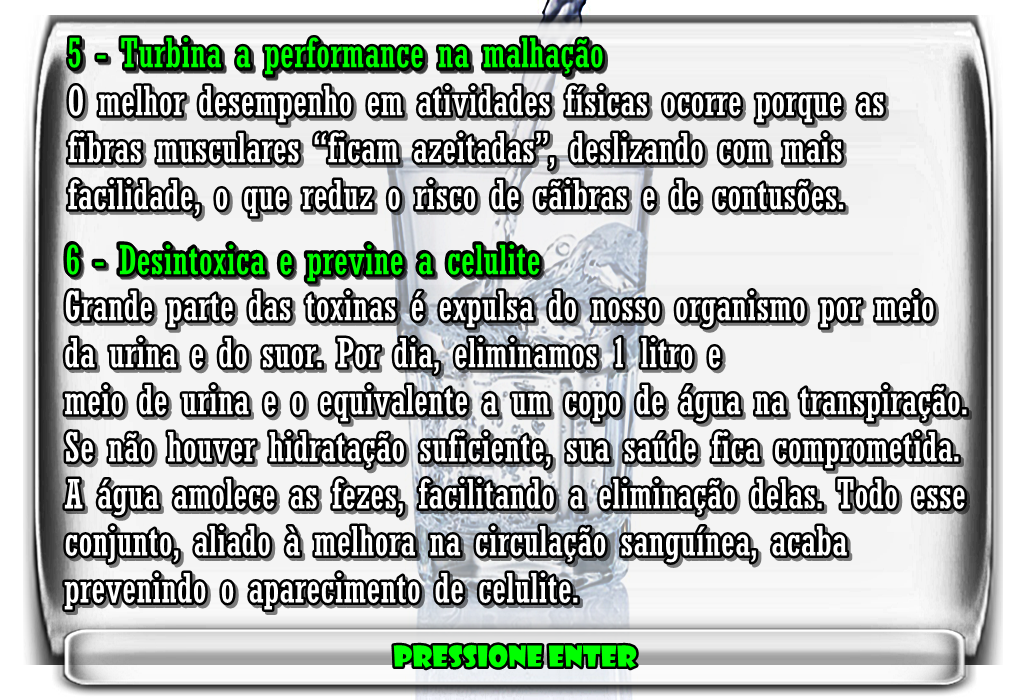 5 - Turbina a performance na malhação
O melhor desempenho em atividades físicas ocorre porque as
fibras musculares “ficam azeitadas”, deslizando com mais
facilidade, o que reduz o risco de cãibras e de contusões.
6 - Desintoxica e previne a celulite
Grande parte das toxinas é expulsa do nosso organismo por meio
da urina e do suor. Por dia, eliminamos 1 litro e
meio de urina e o equivalente a um copo de água na transpiração.
Se não houver hidratação suficiente, sua saúde fica comprometida.
A água amolece as fezes, facilitando a eliminação delas. Todo esse
conjunto, aliado à melhora na circulação sanguínea, acaba
prevenindo o aparecimento de celulite.
PRESSIONE ENTER